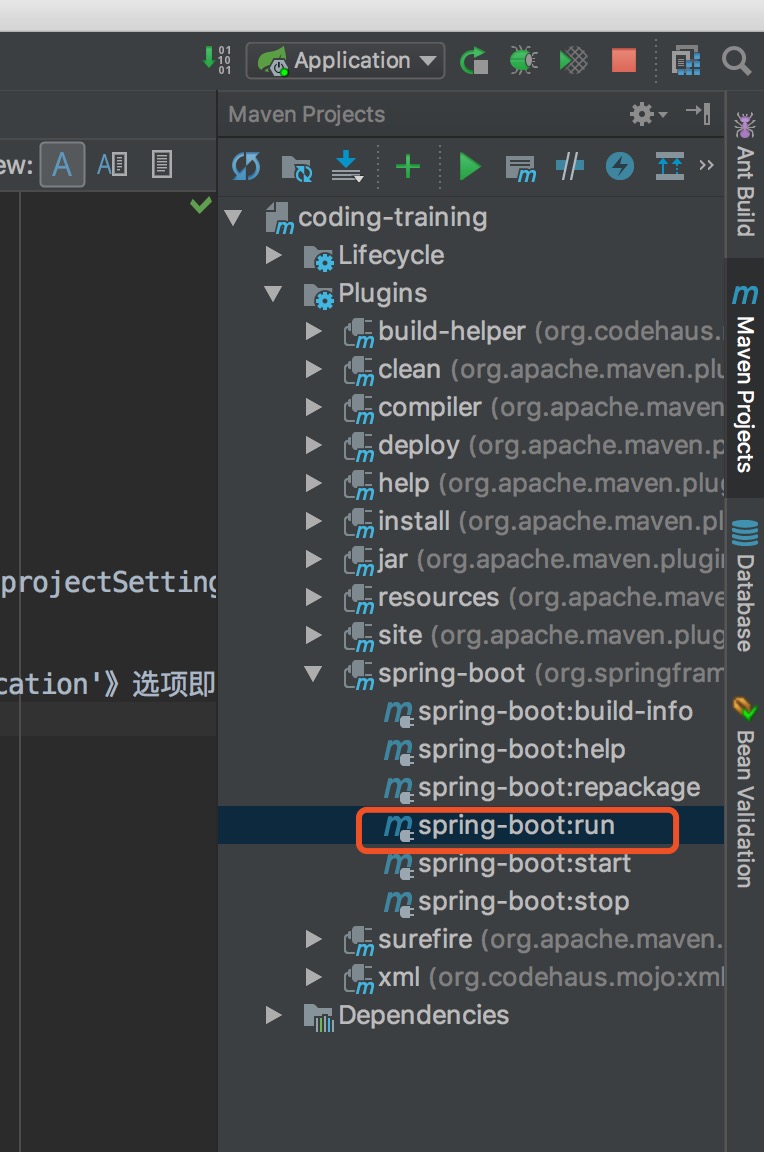 01
10
01
Application
Maven Projects
ew:
A
A
coding-training
Lifecycle
Plugins
build-helper (org.codehaus.
clean (org.apache.maven.plu
compiler (org.apache.maven
deploy (org.apache.maven.p
help (org.apache.maven.plug
install (org.apache.maven.pl
jar (org.apache.maven.plugin
resources (org.apache.mave
site (org.apache.maven.plug
spring-boot (org.springfram
spring-boot:build-info
spring-boot:help
spring-boot:repackage
spring-boot:run
spring-boot:start
spring-boot:stop
surefire (org.apache.maven.
xml (org.codehaus.mojo:xml
Dependencies
projectSetting
cation'》选项即
Ant Build
Maven Projects
Database
Bean Validation